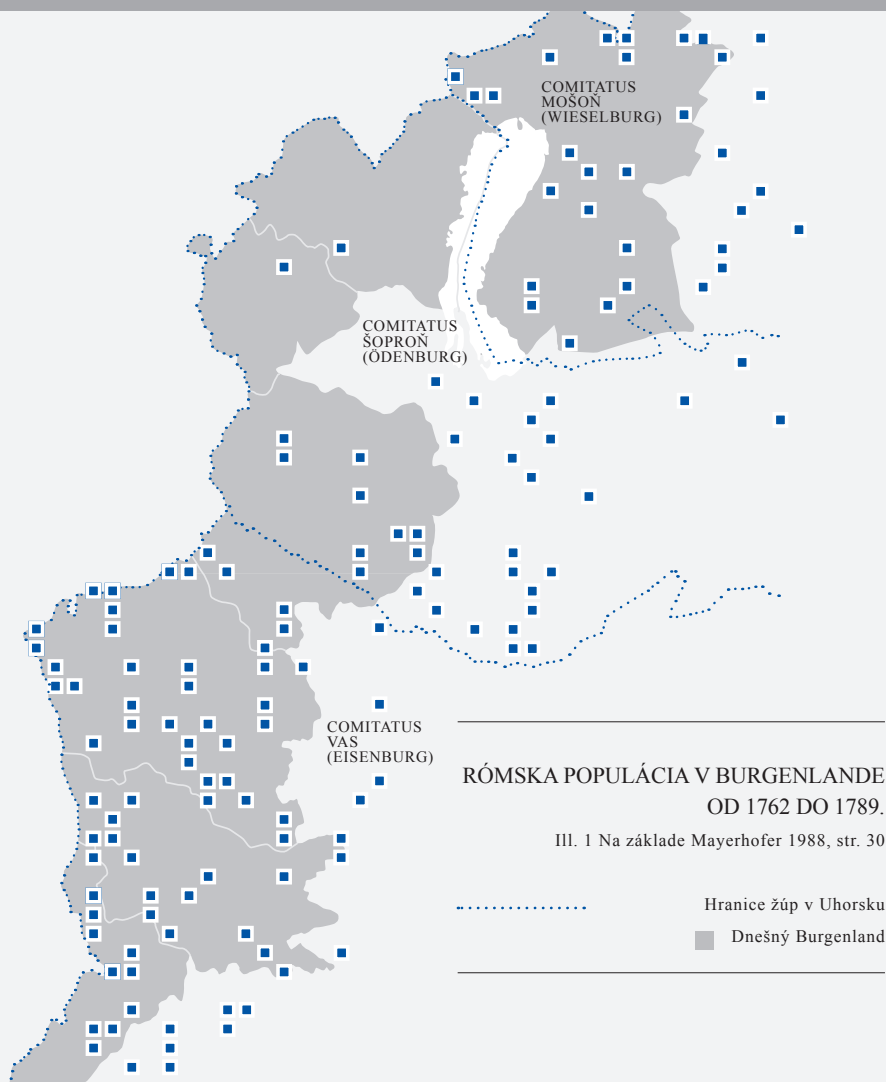 COMITATUS
MOŠOŇ
(WIESELBURG)
COMITATUS
ŠOPROŇ
(ÖDENBURG)
COMITATUS
VAS
(EISENBURG)
RÓMSKA POPULÁCIA V BURGENLANDE
OD 1762 DO 1789.
Ill. 1 Na základe Mayerhofer 1988, str. 30
Hranice žúp v Uhorsku
Dnešný Burgenland